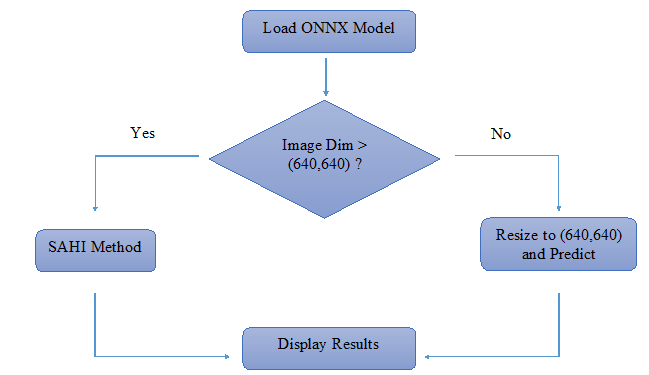 Load ONNX Model
Image Dim >
(640,640) ?
Yes
No
SAHI Method
Resize to (640,640)
and Predict
Display Results